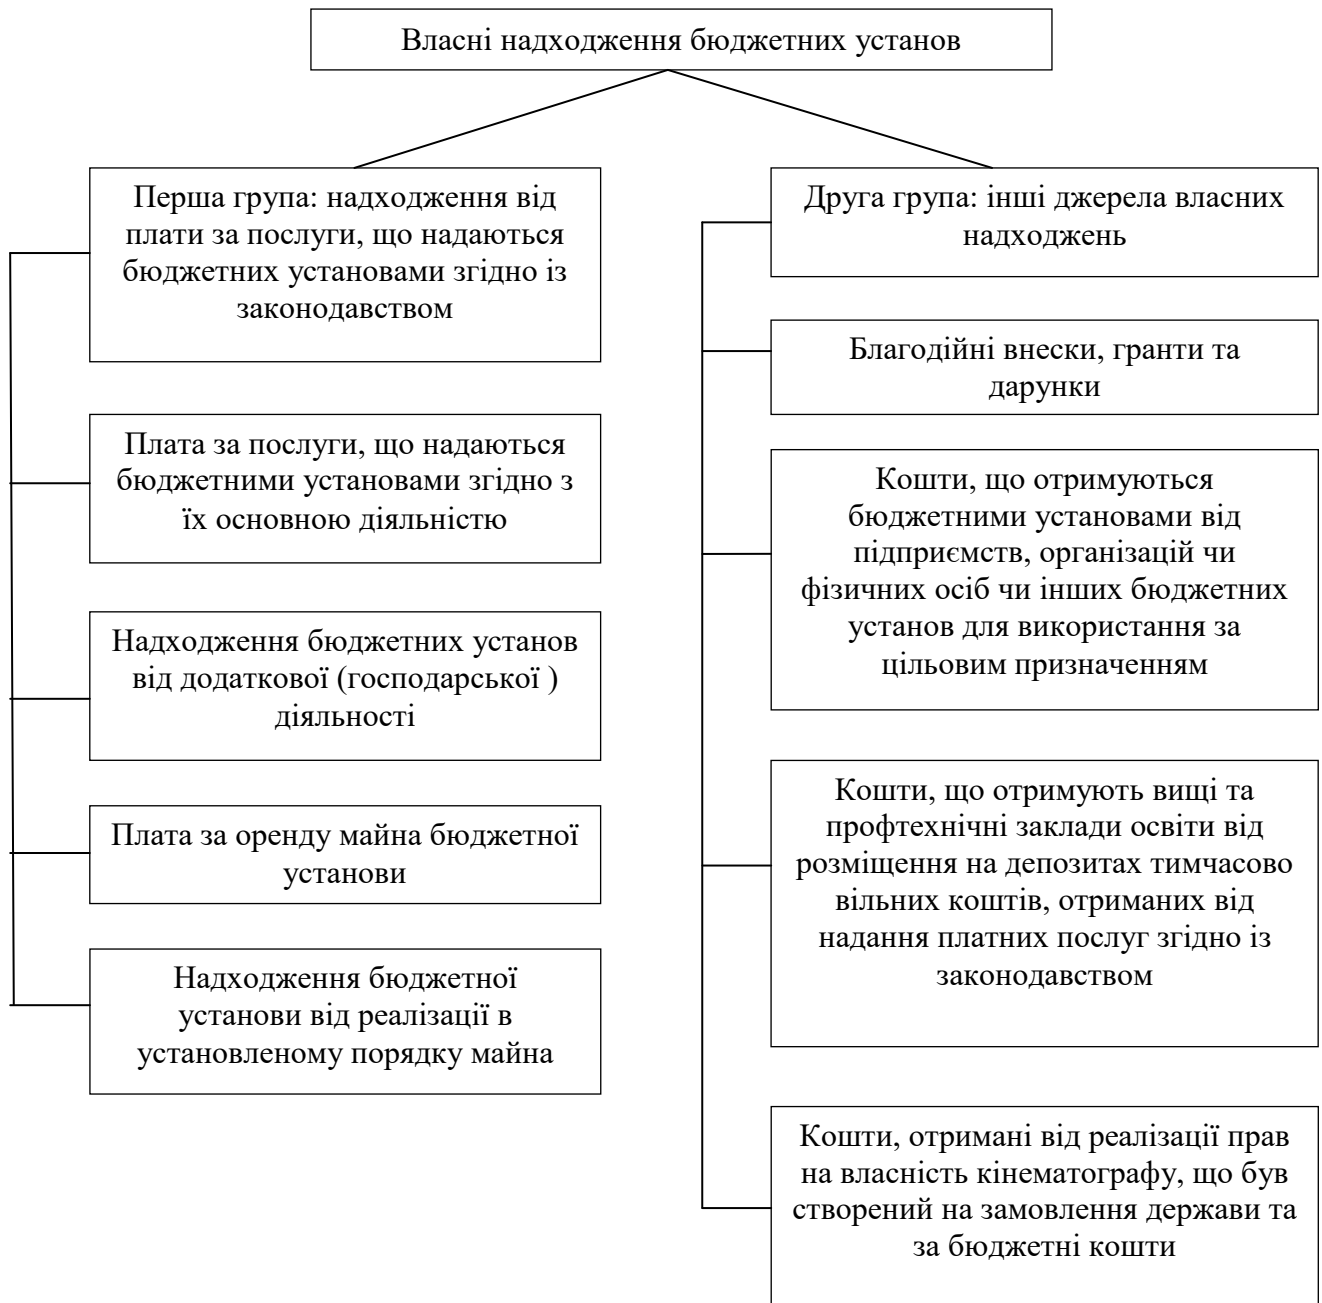 Власні надходження бюджетних установ
Перша група: надходження від
плати за послуги, що надаються
бюджетних установами згідно із
законодавством
Плата за послуги, що надаються
бюджетними установами згідно з
їх основною діяльністю
Надходження бюджетних установ
від додаткової (господарської )
діяльності
Плата за оренду майна бюджетної
установи
Надходження бюджетної
установи від реалізації в
установленому порядку майна
Друга група: інші джерела власних
надходжень
Благодійні внески, гранти та
дарунки
Кошти, що отримуються
бюджетними установами від
підприємств, організацій чи
фізичних осіб чи інших бюджетних
установ для використання за
цільовим призначенням
Кошти, що отримують вищі та
профтехнічні заклади освіти від
розміщення на депозитах тимчасово
вільних коштів, отриманих від
надання платних послуг згідно із
законодавством
Кошти, отримані від реалізації прав
на власність кінематографу, що був
створений на замовлення держави та
за бюджетні кошти